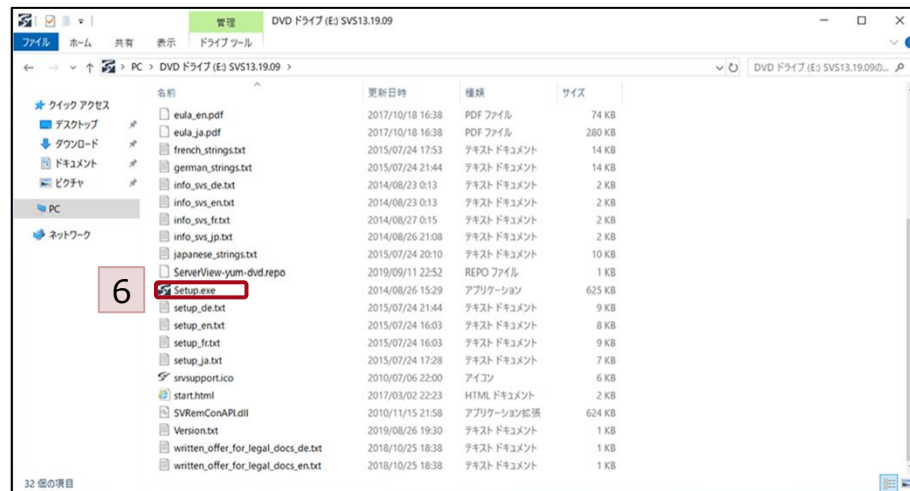 管理 DVD ドライブ (E:) SVS13.19.09
ファイル ホーム 共有 表示 ドライブ ツール
PC > DVD ドライブ (E:) SVS13.19.09 > DVD ドライブ (E:) SVS13.19.09の...
名前 更新日時 種類 サイズ
クイック アクセス
デスクトップ
ダウンロード
ドキュメント
ピクチャ
PC
ネットワーク
eula_en.pdf 2017/10/18 16:38 PDF ファイル 74 KB
eula_ja.pdf 2017/10/18 16:38 PDF ファイル 280 KB
french_strings.txt 2015/07/24 17:53 テキスト ドキュメント 14 KB
german_strings.txt 2015/07/24 21:44 テキスト ドキュメント 14 KB
info_svs_de.txt 2014/08/23 0:13 テキスト ドキュメント 2 KB
info_svs_en.txt 2014/08/23 0:13 テキスト ドキュメント 2 KB
info_svs_fr.txt 2014/08/27 0:15 テキスト ドキュメント 2 KB
info_svs_jp.txt 2014/08/26 21:08 テキスト ドキュメント 2 KB
japanese_strings.txt 2015/07/24 20:10 テキスト ドキュメント 10 KB
ServerView-yum-dvd.repo 2019/09/11 22:52 REPO ファイル 1 KB
6
Setup.exe 2014/08/26 15:29 アプリケーション 625 KB
setup_de.txt 2015/07/24 21:44 テキスト ドキュメント 9 KB
setup_en.txt 2015/07/24 16:03 テキスト ドキュメント 8 KB
setup_fr.txt 2015/07/24 16:03 テキスト ドキュメント 9 KB
setup_ja.txt 2015/07/24 17:28 テキスト ドキュメント 7 KB
srvsupport.ico 2010/07/06 22:00 アイコン 6 KB
start.html 2017/03/02 22:23 HTML ドキュメント 2 KB
SVRemConAPI.dll 2010/11/15 21:58 アプリケーション拡張 624 KB
Version.txt 2019/08/26 19:30 テキスト ドキュメント 1 KB
written_offer_for_legal_docs_de.txt 2018/10/25 18:38 テキスト ドキュメント 1 KB
written_offer_for_legal_docs_en.txt 2018/10/25 18:38 テキスト ドキュメント 1 KB
32 個の項目